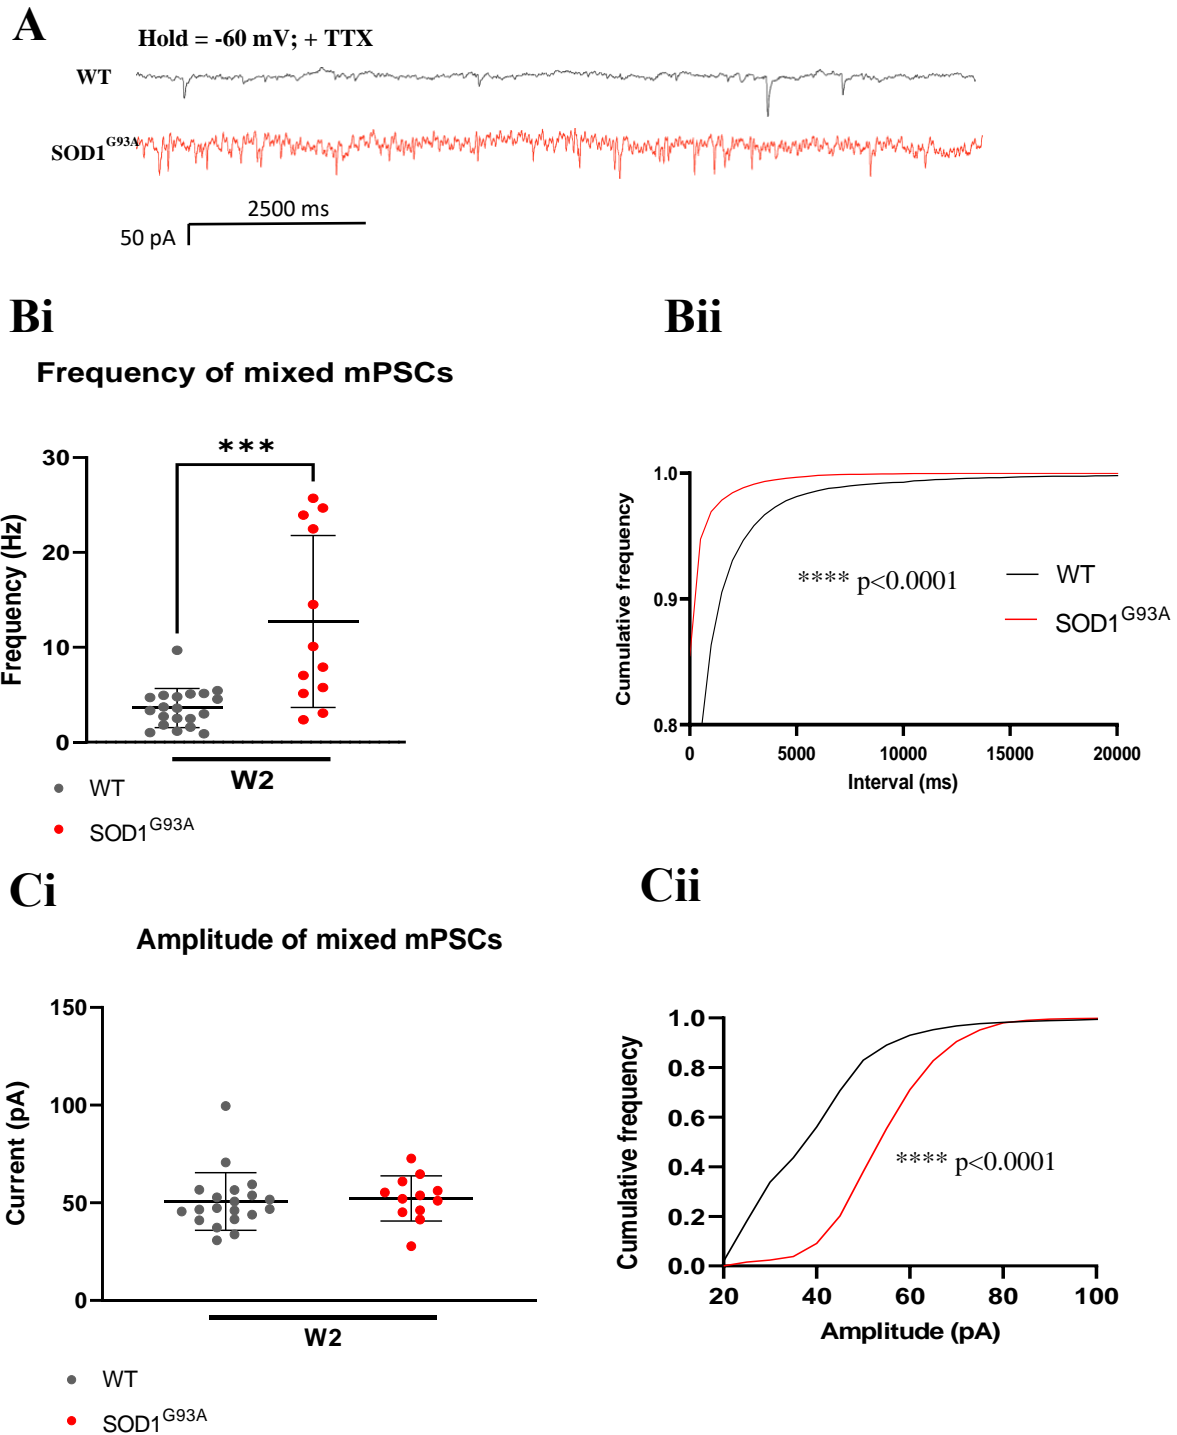 A
Hold = -60 mV; + TTX
WT
SOD1G93A
2500 ms
50 pA
Bi
Bii
Frequency of mixed mPSCs
***
30
20
10
0
Frequency (Hz)
W2
WT
SOD1G93A
1.0
0.9
0.8
Cumulative frequency
**** p<0.0001
WT
SOD1G93A
0
5000
10000
15000
20000
Interval (ms)
Ci
Cii
Amplitude of mixed mPSCs
150
100
50
0
Current (pA)
W2
WT
SOD1G93A
1.0
0.8
0.6
0.4
0.2
0.0
Cumulative frequency
**** p<0.0001
20
40
60
80
100
Amplitude (pA)